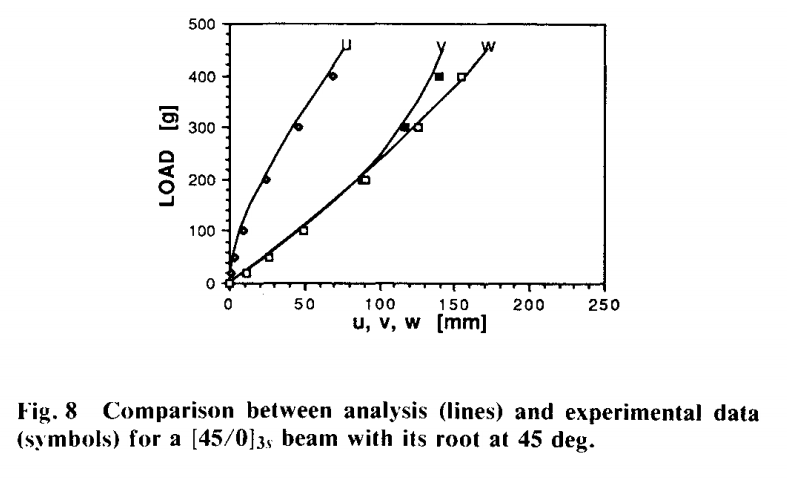 500
400
300
200
100
0
LOAD [g]
U
v
w
0 50 100 150 200 250
u, v, w [mm]
Fig. 8 Comparison between analysis (lines) and experimental data
(symbols) for a [45/0]3s beam with its root at 45 deg.